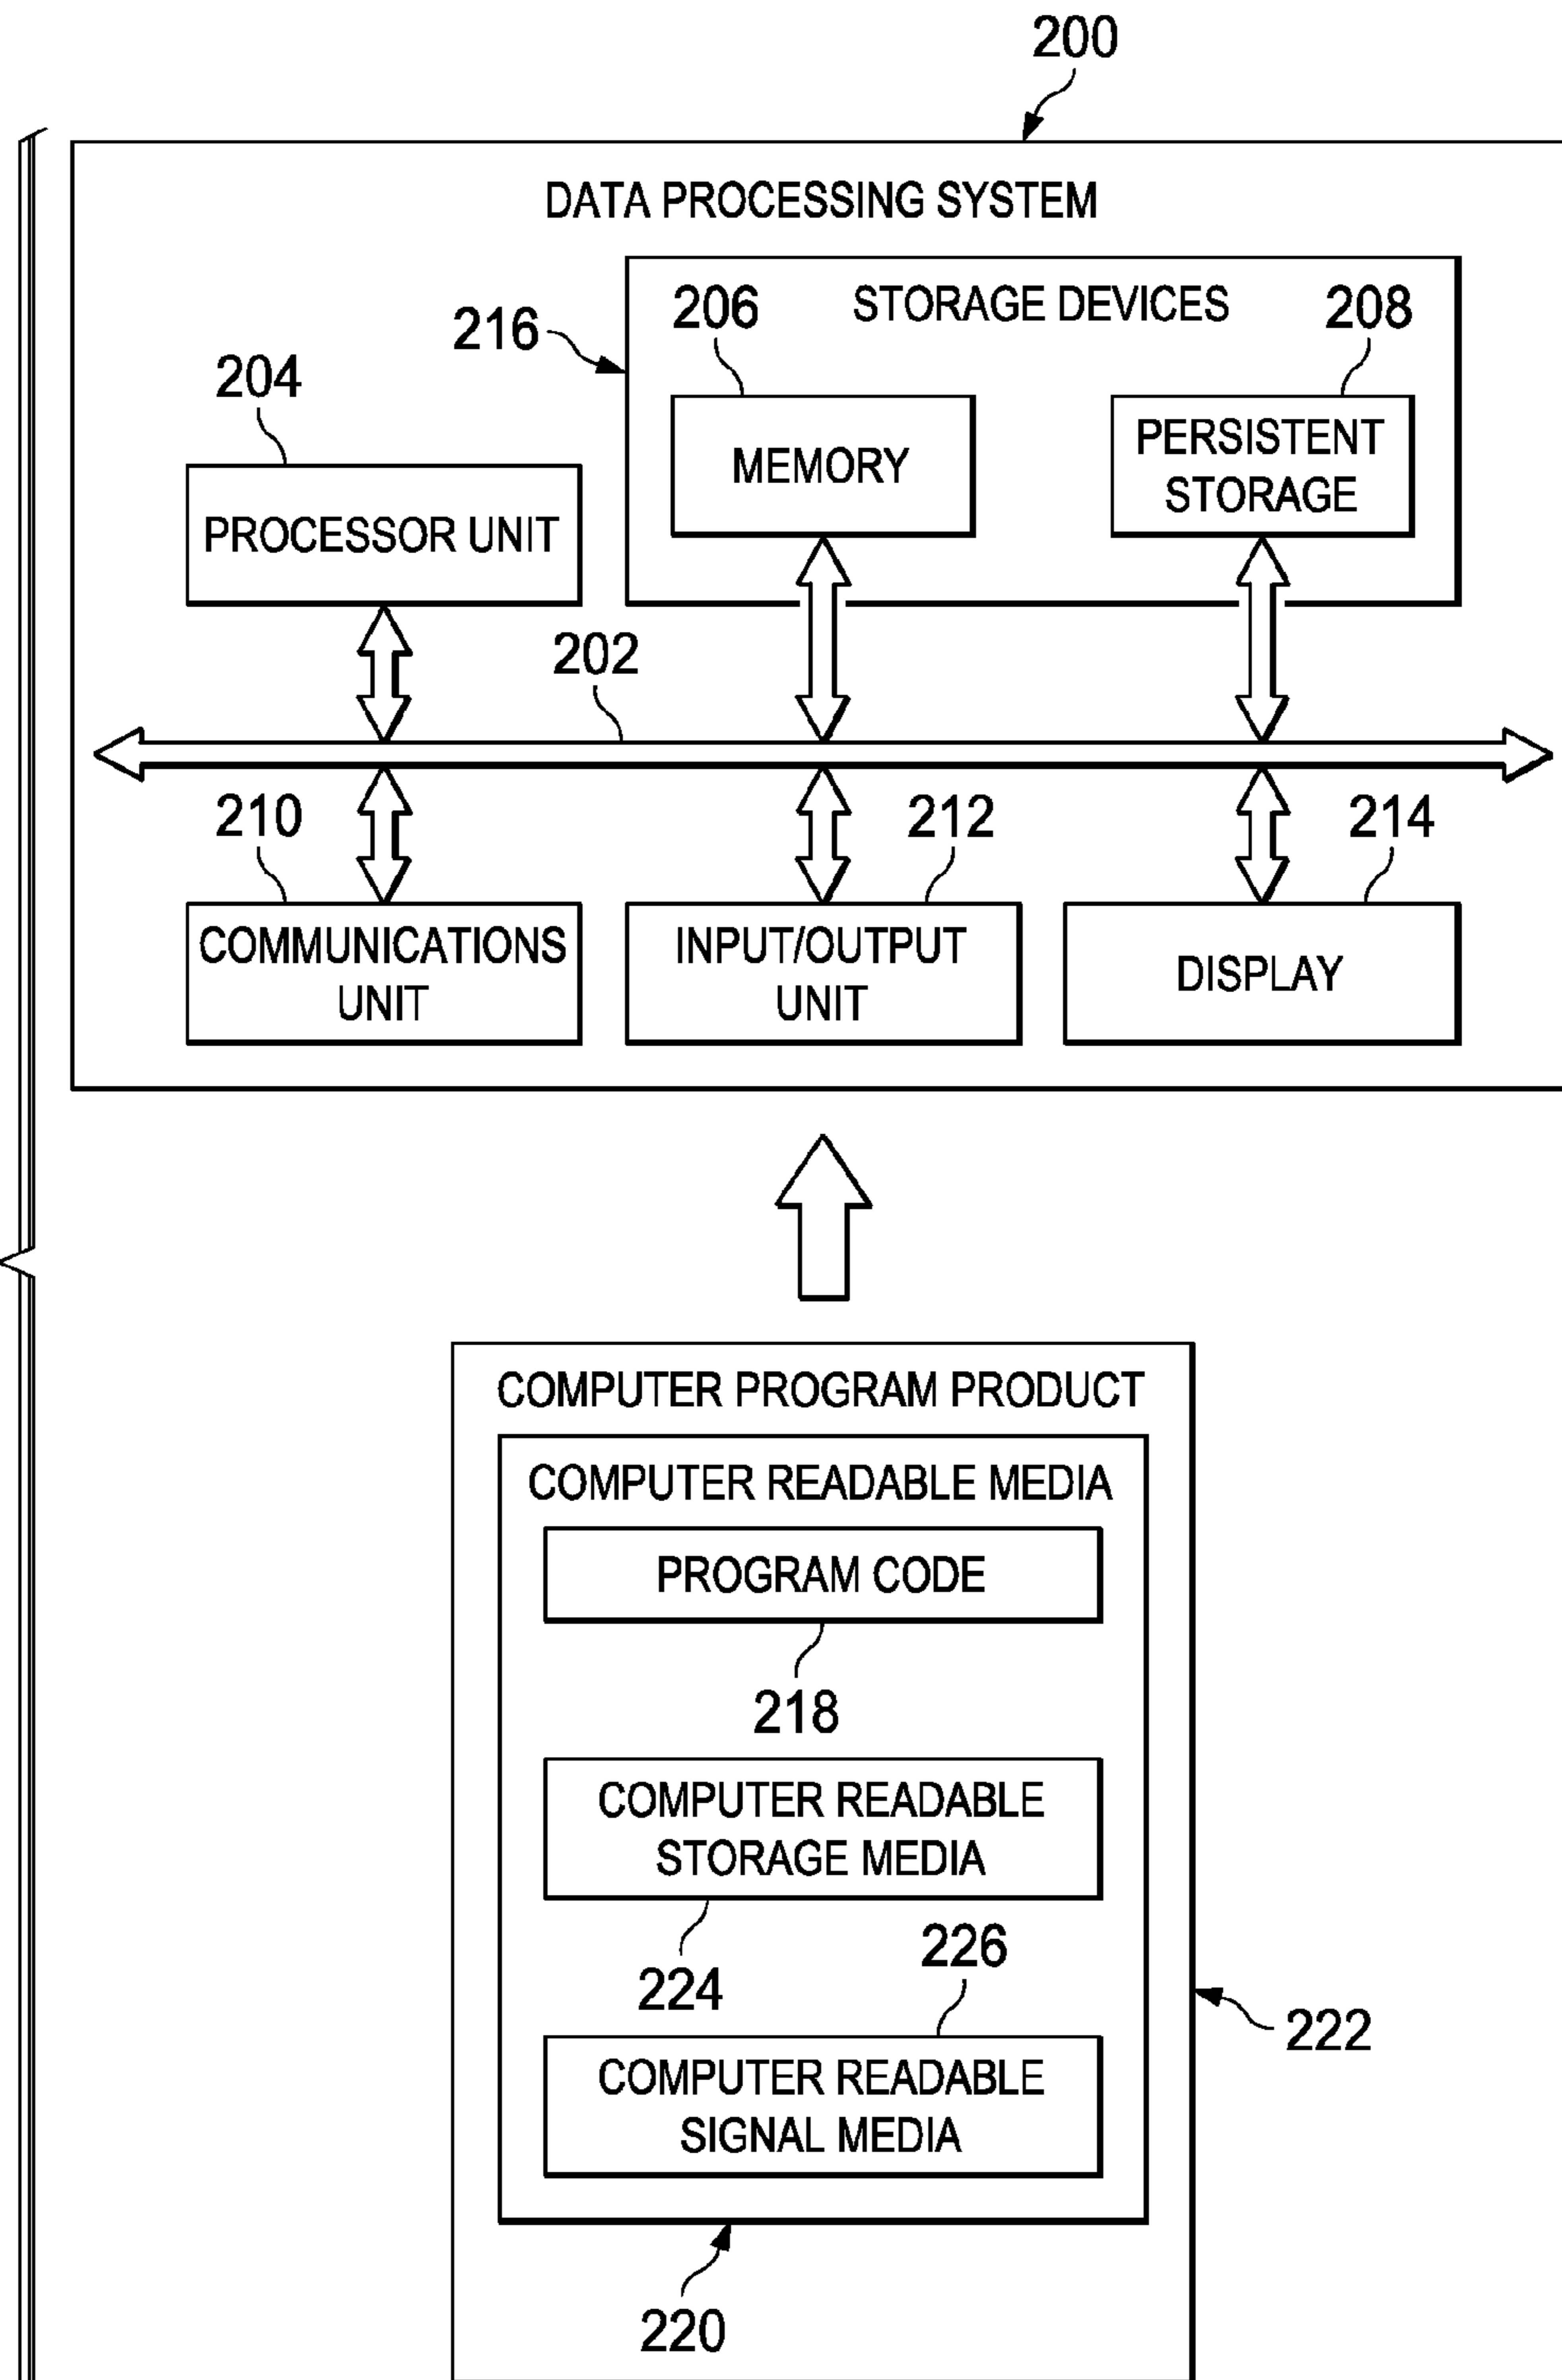 200
DATA PROCESSING SYSTEM
206
STORAGE DEVICES
208
216
204
MEMORY
PERSISTENT
STORAGE
PROCESSOR UNIT
202
210
212
214
COMMUNICATIONS
UNIT
INPUT/OUTPUT
UNIT
DISPLAY
COMPUTER PROGRAM PRODUCT
COMPUTER READABLE MEDIA
PROGRAM CODE
218
COMPUTER READABLE
STORAGE MEDIA
224
226
222
COMPUTER READABLE
SIGNAL MEDIA
220